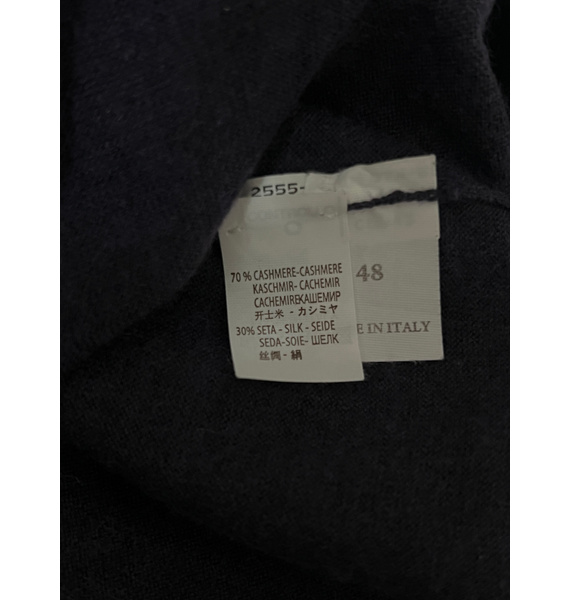 2555-
70 % CASHMERE-CASHMERE
KASCHMIR- CACHEMIR
CACHEMIREКАШЕМИР
开士米 - カシミヤ
30% SETA - SILK - SEIDE
SEDA-SOIE- ШЕЛК
丝绸 - 絹
48
IN ITALY